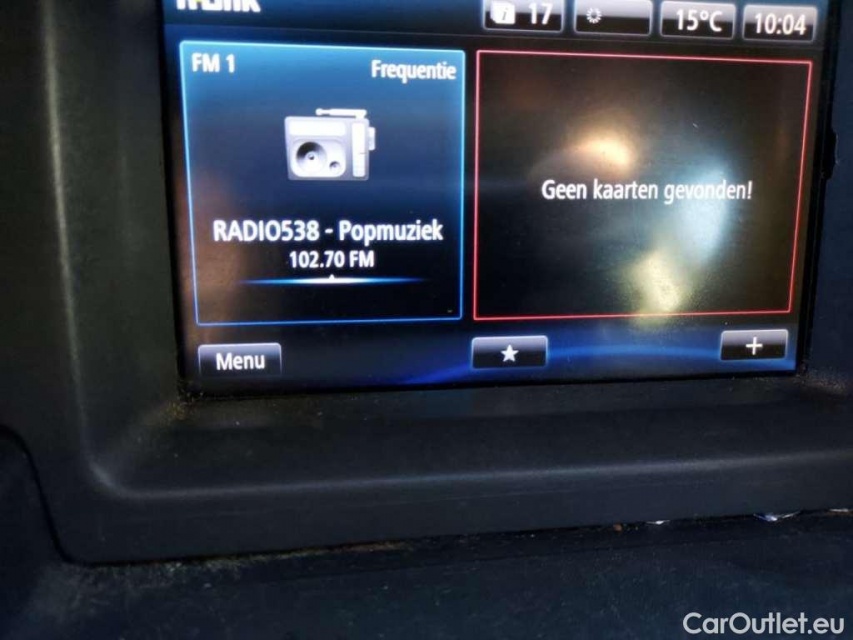 17
15°C
10:04
FM 1
Frequentie
RADIO538 - Popmuziek
102.70 FM
Geen kaarten gevonden!
Menu
CarOutlet.eu